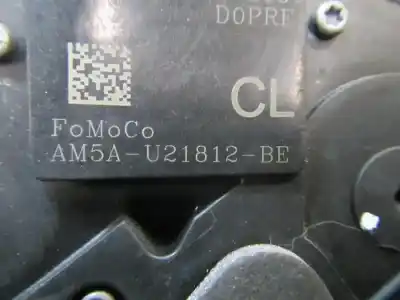 D0PRF
CL
FoMoCo
AM5A-U21812-BE